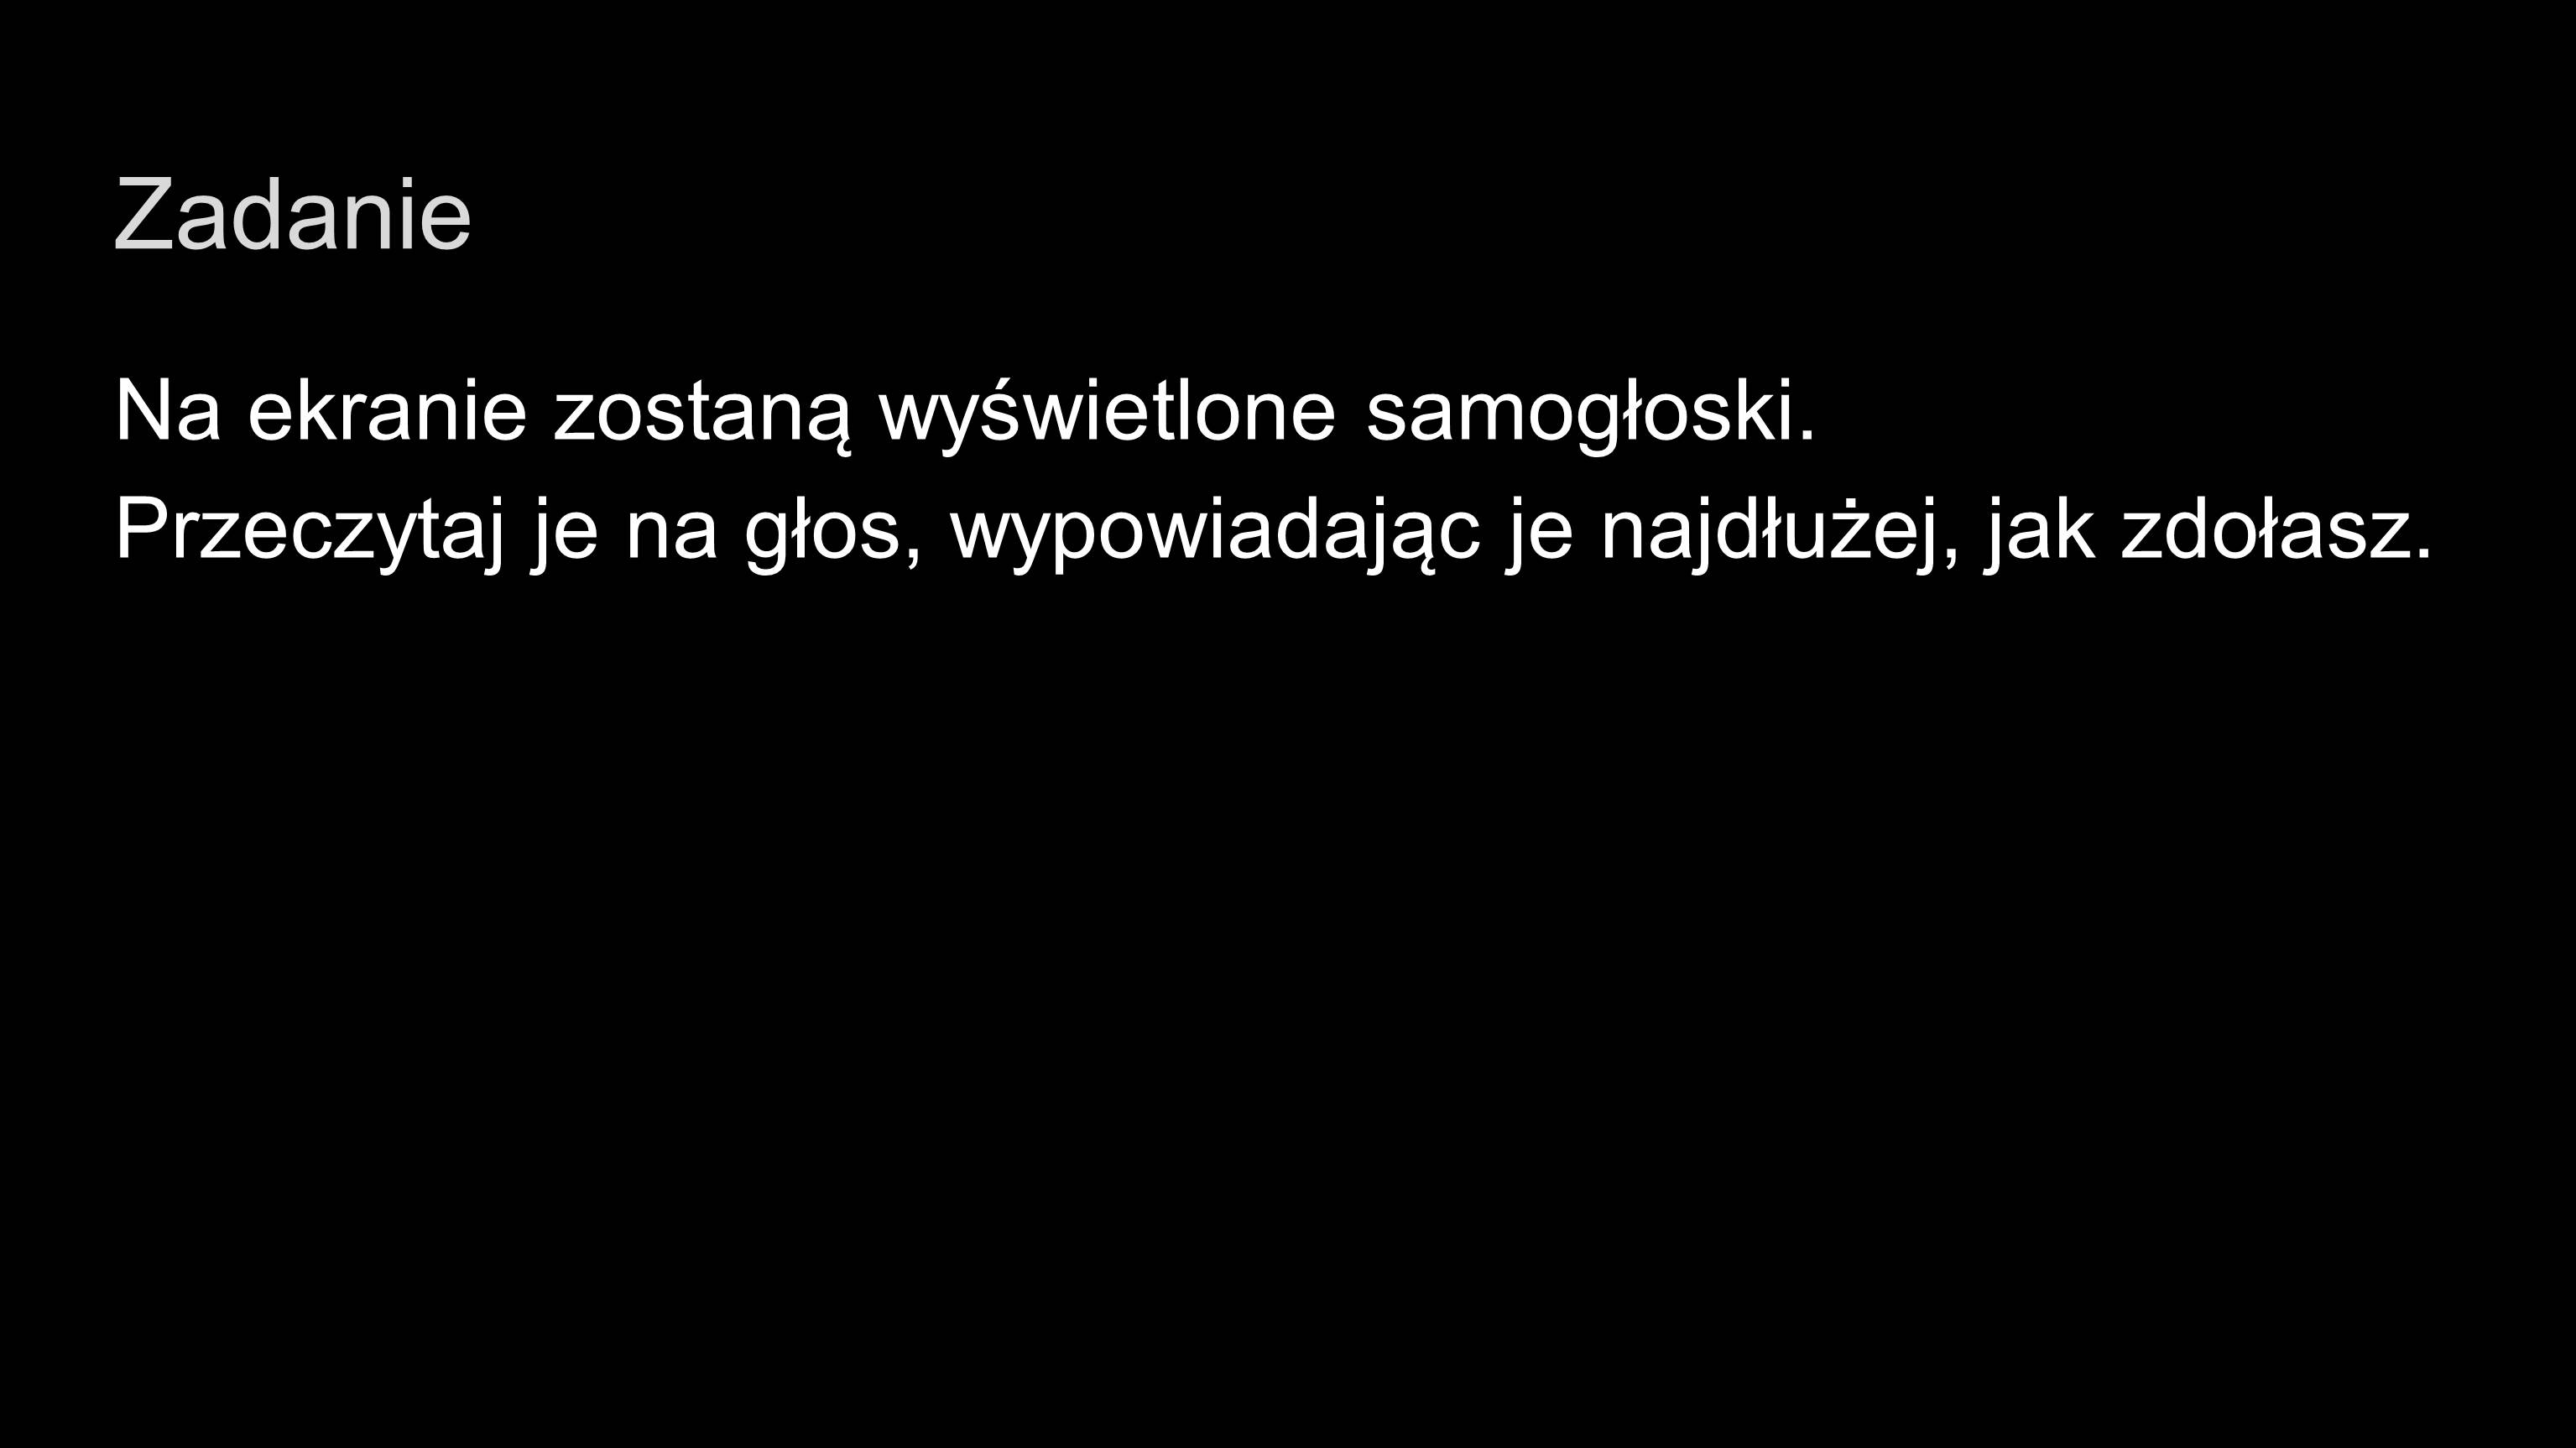 Zadanie
Na ekranie zostaną wyświetlone samogłoski.
Przeczytaj je na głos, wypowiadając je najdłużej, jak zdołasz.